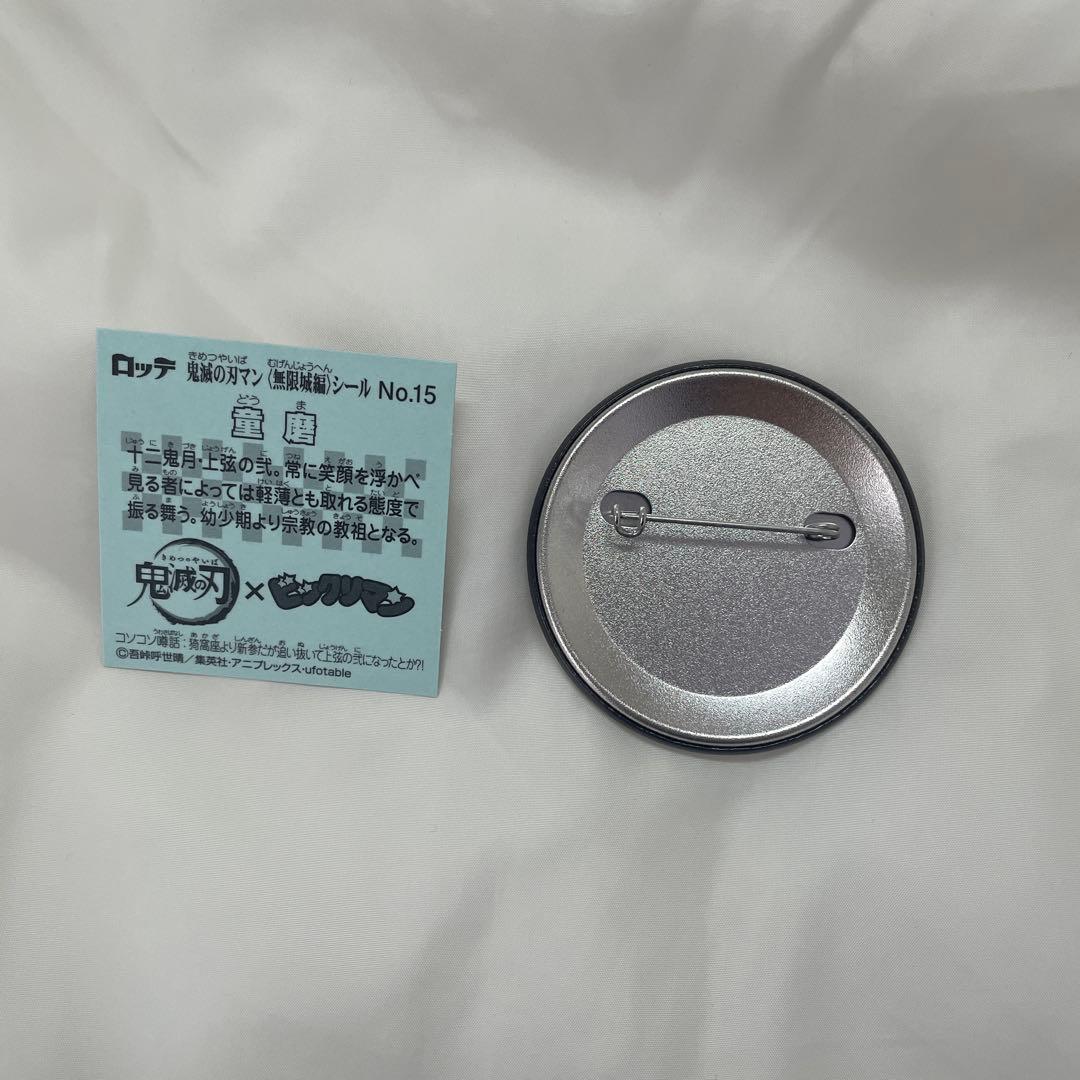 ロッテ 鬼滅の刃マン〈無限城編〉シール No.15
きめつ やいば むげんじょうへん
どう ま
童磨
十二鬼月・上弦の弐。常に笑顔を浮かべ
見る者によっては軽薄とも取れる態度で
振る舞う。幼少期より宗教の教祖となる。
きめつのやいば
鬼滅の刃×ビックリマン
コソコソ噂話：猗窩座より新参だが追い抜いて上弦の弐になったとか?!
©吾峠呼世晴／集英社・アニプレックス・ufotable